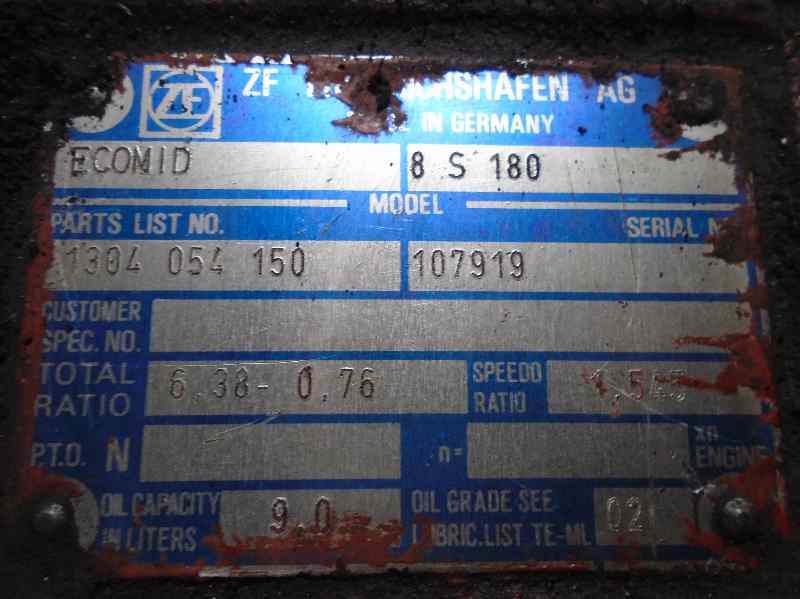 ZF
ZF FRIEDRICHSHAFEN AG
IN GERMANY
ECOMID 8 S 180
MODEL
PARTS LIST NO. SERIAL
1304 054 150 107919
CUSTOMER
SPEC. NO.
TOTAL RATIO 6,38- 0,76 SPEEDO RATIO
P.T.O. N n= xn ENGINE
OIL CAPACITY IN LITERS 9,0 OIL GRADE SEE
LUBRIC.LIST TE-ML 02